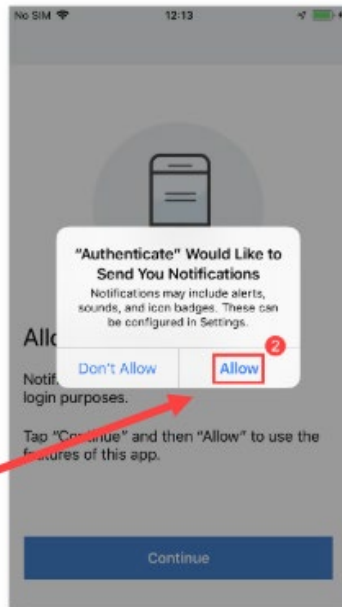 No SIM 12:13
"Authenticate" Would Like to
Send You Notifications
Notifications may include alerts,
sounds, and icon badges. These can
be configured in Settings.
Don't Allow Allow 2
login purposes.
Tap "Continue" and then "Allow" to use the
features of this app.
Continue